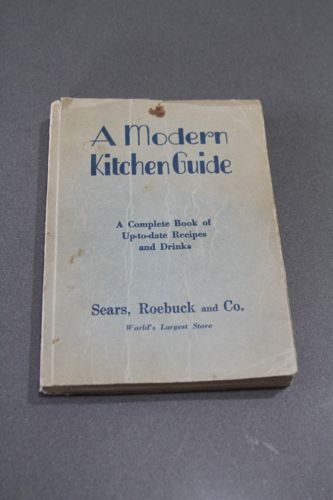 A Modern
Kitchen Guide
A Complete Book of
Up-to-date Recipes
and Drinks
Sears, Roebuck and Co.
World's Largest Store